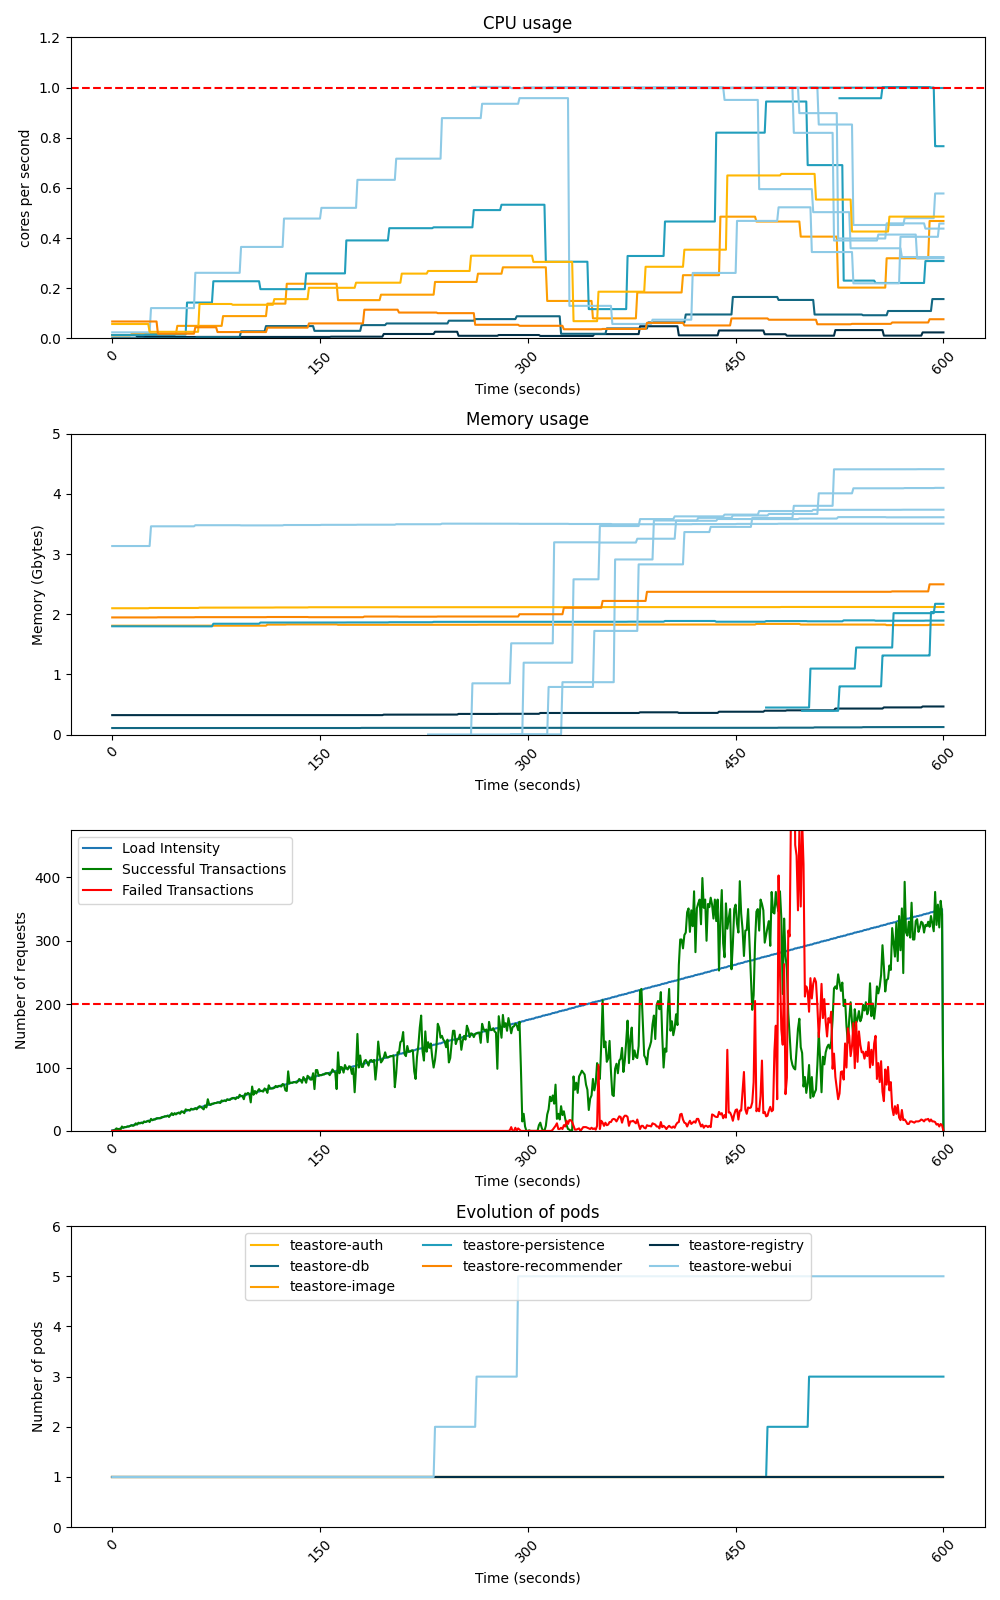 CPU usage
1.2
1.0
0.8
0.6
0.4
0.2
0.0
cores per second
0 150 300 450 600
Time (seconds)
Memory usage
5
4
3
2
1
0
Memory (Gbytes)
0 150 300 450 600
Time (seconds)
Load Intensity
Successful Transactions
Failed Transactions
400
300
200
100
0
Number of requests
0 150 300 450 600
Time (seconds)
Evolution of pods
teastore-auth teastore-persistence teastore-registry
teastore-db teastore-recommender teastore-webui
teastore-image
6
5
4
3
2
1
0
Number of pods
0 150 300 450 600
Time (seconds)